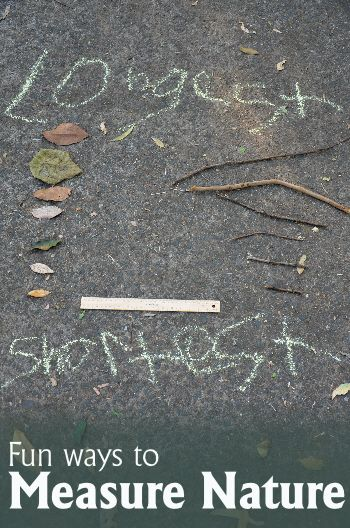 Longest
shortest
Fun ways to
Measure Nature